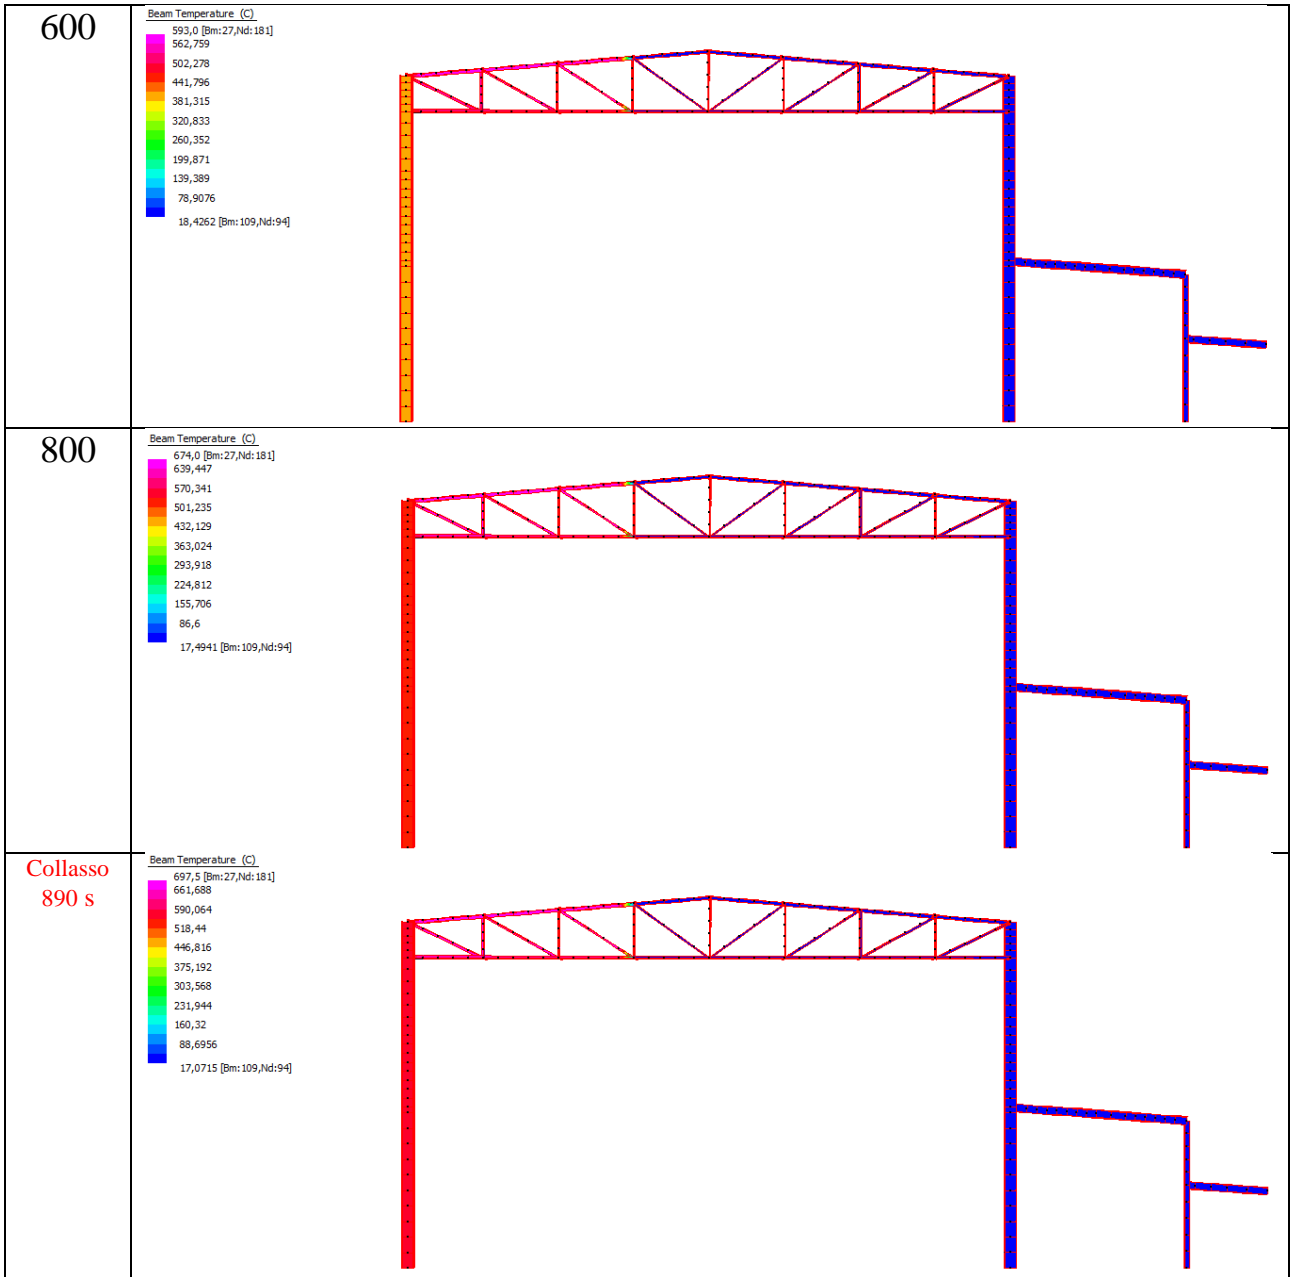 600
Beam Temperature (C)
593,0 [Bm:27,Nd:181]
562,759
502,278
441,796
381,315
320,833
260,352
199,871
139,389
78,9076
18,4262 [Bm:109,Nd:94]
800
Beam Temperature (C)
674,0 [Bm:27,Nd:181]
639,447
570,341
501,235
432,129
363,024
293,918
224,812
155,706
86,6
17,4941 [Bm:109,Nd:94]
Collasso
890 s
Beam Temperature (C)
697,5 [Bm:27,Nd:181]
661,688
590,064
518,44
446,816
375,192
303,568
231,944
160,32
88,6956
17,0715 [Bm:109,Nd:94]